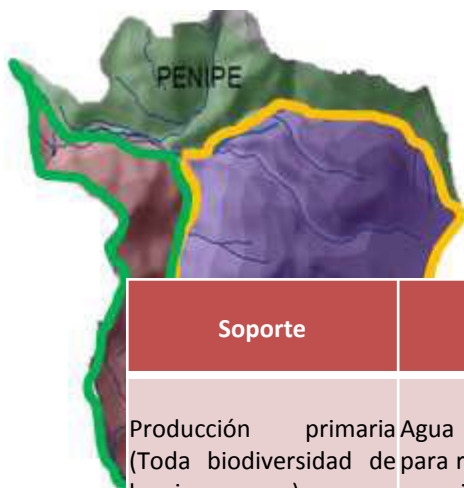 PENIPE
Soporte
Producción primaria Agua
(Toda biodiversidad de para